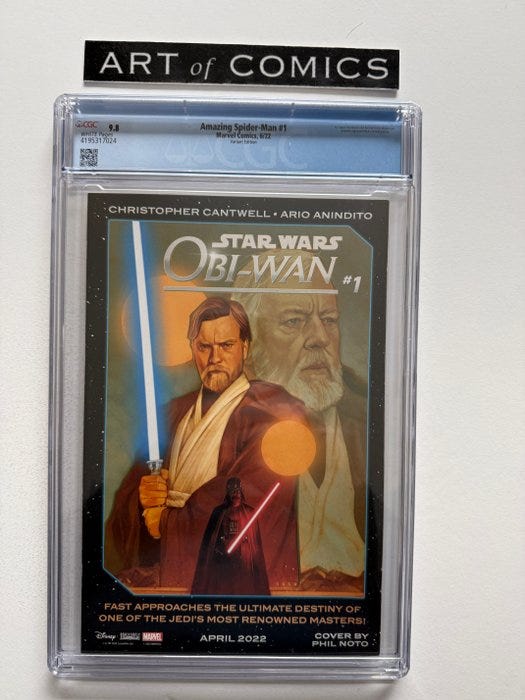 ART of COMICS
CGC 9.8
WHITE Pages
4195317024
Amazing Spider-Man #1
Marvel Comics, 6/22
Variant Edition
CGC
CHRISTOPHER CANTWELL • ARIO ANINDITO
STAR WARS
OBI-WAN
#1
FAST APPROACHES THE ULTIMATE DESTINY OF
ONE OF THE JEDI'S MOST RENOWNED MASTERS!
Disney
MARVEL
APRIL 2022
COVER BY
PHIL NOTO